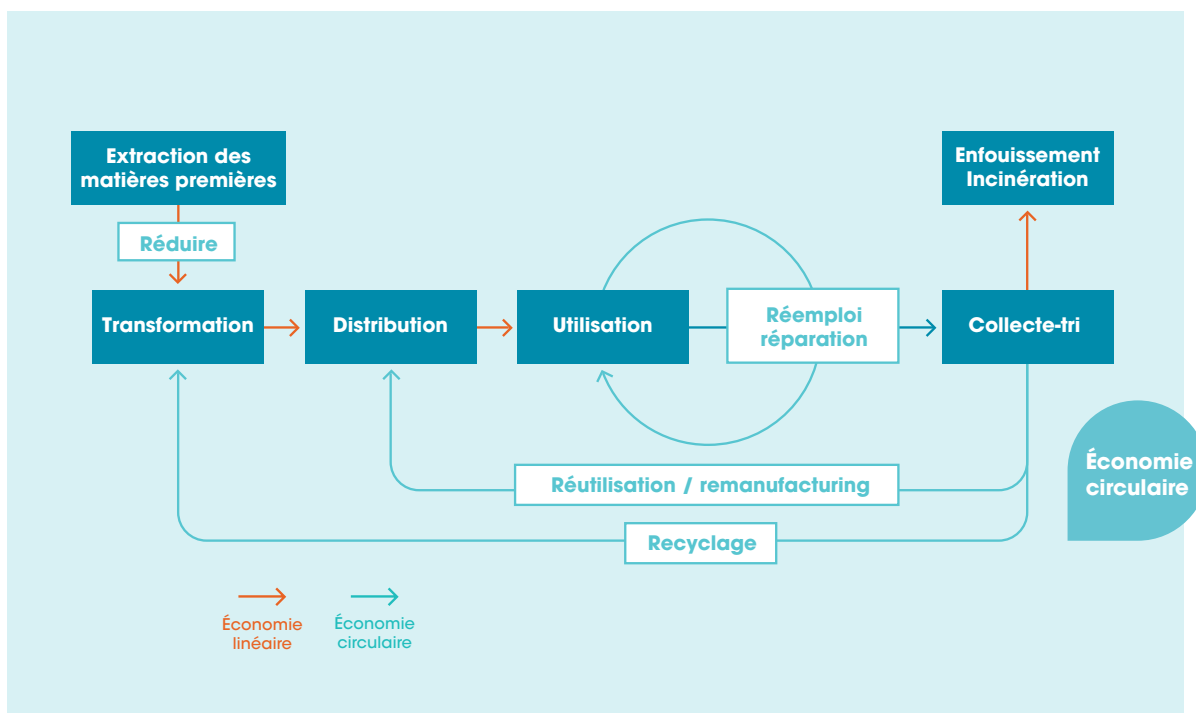 Extraction des
matières premières
Enfouissement
Incinération
Réduire
Transformation
Distribution
Utilisation
Réemploi
réparation
Collecte-tri
Économie
circulaire
Réutilisation / remanufacturing
Recyclage
Économie
linéaire
Économie
circulaire